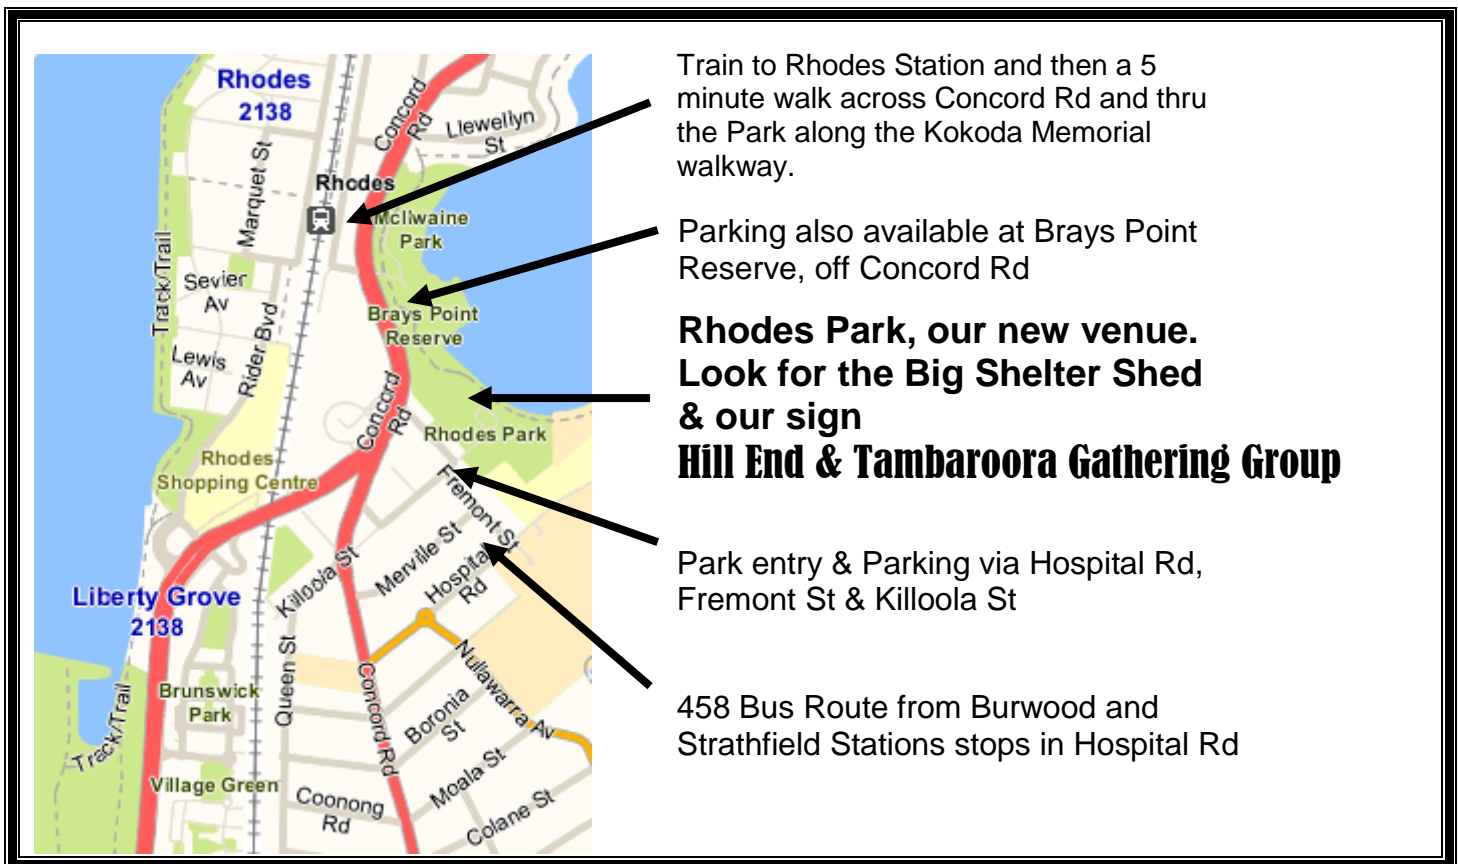 Rhodes
2138
Concord
Rd
Llewellyn
St
Marquet St
Rhodes
McIlwaine
Park
Track/Trail
Sevier
Av
Brays Point
Reserve
Rider Bvd
Lewis
Av
Concord
Rd
Rhodes Park
Rhodes
Shopping Centre
Fremont St
Merville St
Hospital
Rd
Killoola St
Liberty Grove
2138
Queen St
Nullawarra Av
Concord Rd
Boronia
St
Brunswick
Park
Track/Trail
Village Green
Moala St
Coonong
Rd
Colane St
Train to Rhodes Station and then a 5
minute walk across Concord Rd and thru
the Park along the Kokoda Memorial
walkway.
Parking also available at Brays Point
Reserve, off Concord Rd
Rhodes Park, our new venue.
Look for the Big Shelter Shed
& our sign
Hill End & Tambaroora Gathering Group
Park entry & Parking via Hospital Rd,
Fremont St & Killoola St
458 Bus Route from Burwood and
Strathfield Stations stops in Hospital Rd